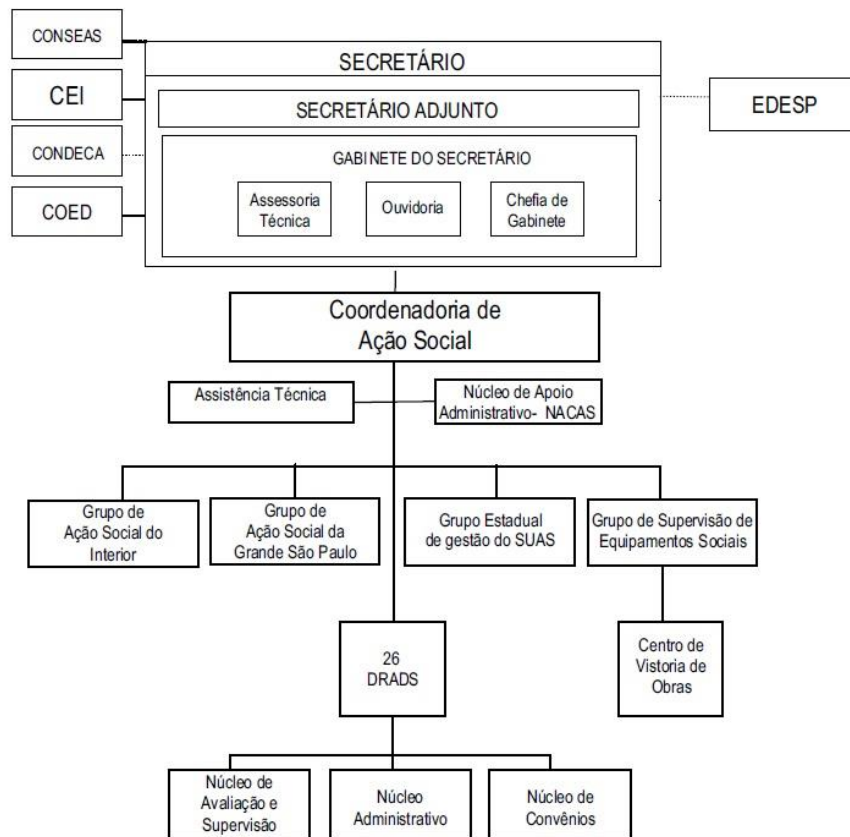 CONSEAS
CEI
CONDECA
COED
SECRETÁRIO
SECRETÁRIO ADJUNTO
GABINETE DO SECRETÁRIO
Assessoria
Técnica
Ouvidoria
Chefia de
Gabinete
EDESP
Coordenadoria de
Ação Social
Assistência Técnica
Núcleo de Apoio
Administrativo- NACAS
Grupo de
Ação Social do
Interior
Grupo de
Ação Social da
Grande São Paulo
Grupo Estadual
de gestão do SUAS
Grupo de Supervisão de
Equipamentos Sociais
26
DRADS
Centro de
Vistoria de
Obras
Núcleo de
Avaliação e
Supervisão
Núcleo
Administrativo
Núcleo de
Convênios